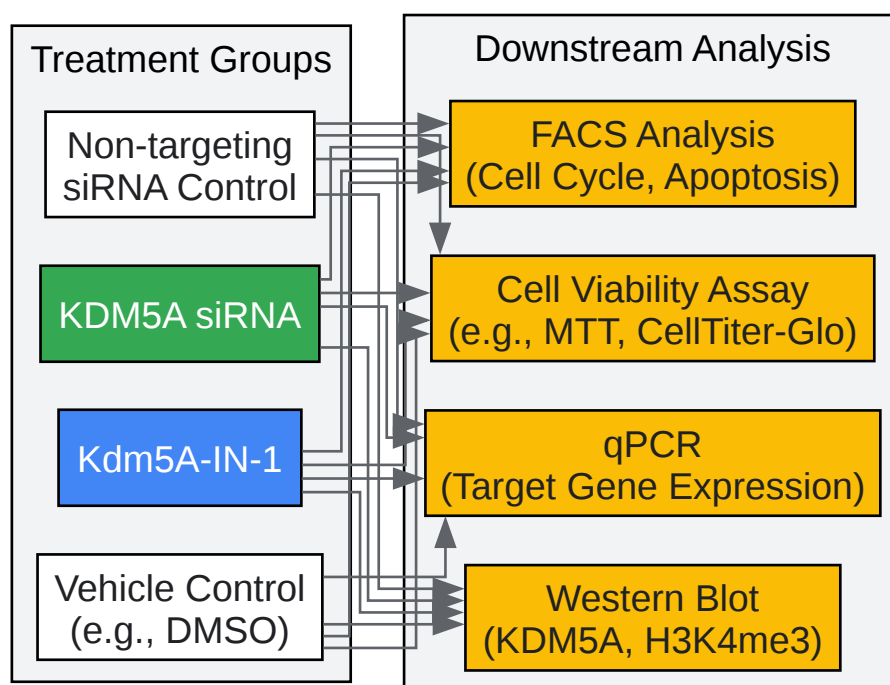 Treatment Groups
Non-targeting
siRNA Control
KDM5A siRNA
Kdm5A-IN-1
Vehicle Control
(e.g., DMSO)
Downstream Analysis
FACS Analysis
(Cell Cycle, Apoptosis)
Cell Viability Assay
(e.g., MTT, CellTiter-Glo)
qPCR
(Target Gene Expression)
Western Blot
(KDM5A, H3K4me3)